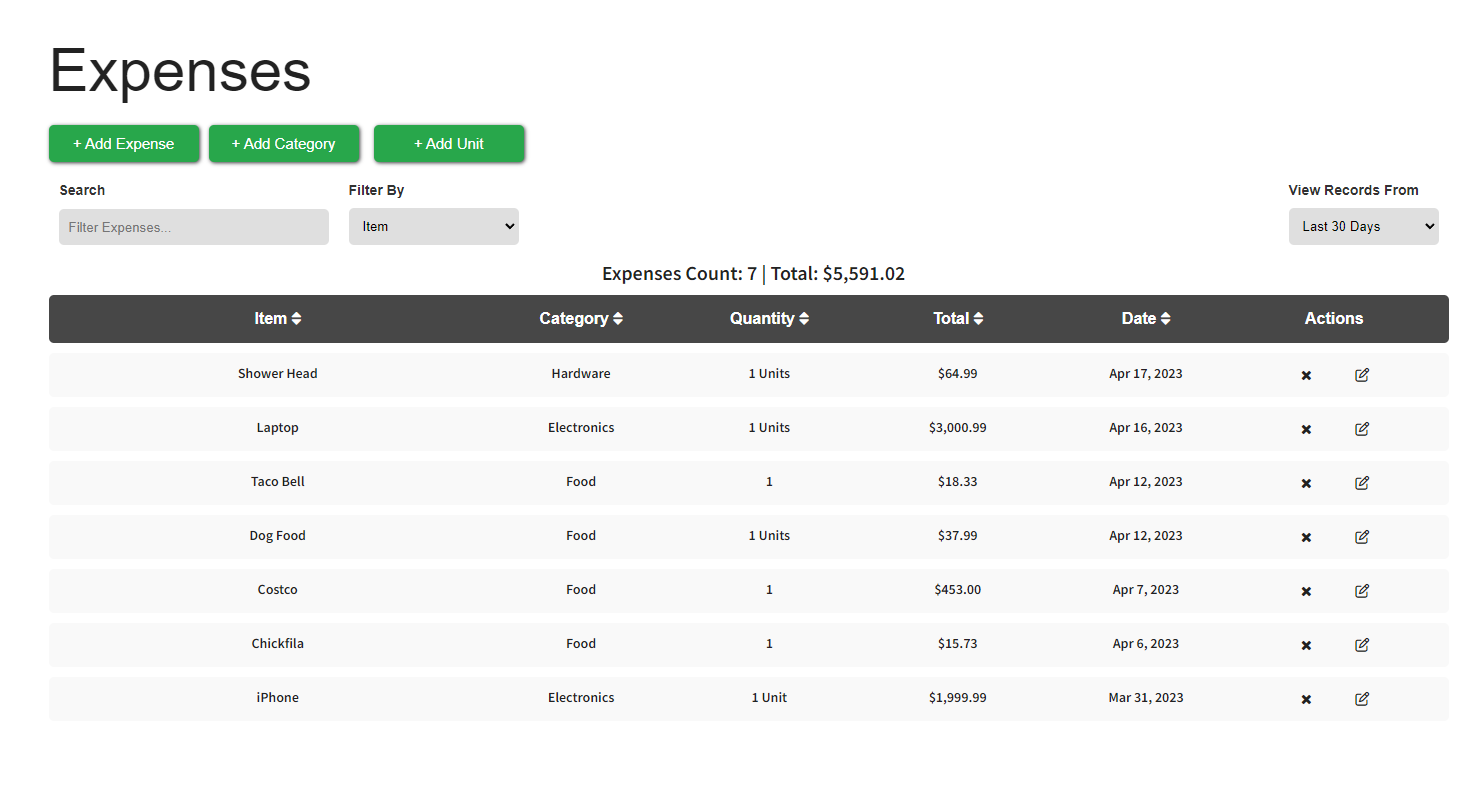 Expenses
+ Add Expense + Add Category + Add Unit
Search Filter By View Records From
Filter Expenses... Item Last 30 Days
Expenses Count: 7 | Total: $5,591.02
Item Category Quantity Total Date Actions
Shower Head Hardware 1 Units $64.99 Apr 17, 2023
Laptop Electronics 1 Units $3,000.99 Apr 16, 2023
Taco Bell Food 1 $18.33 Apr 12, 2023
Dog Food Food 1 Units $37.99 Apr 12, 2023
Costco Food 1 $453.00 Apr 7, 2023
Chickfila Food 1 $15.73 Apr 6, 2023
iPhone Electronics 1 Unit $1,999.99 Mar 31, 2023